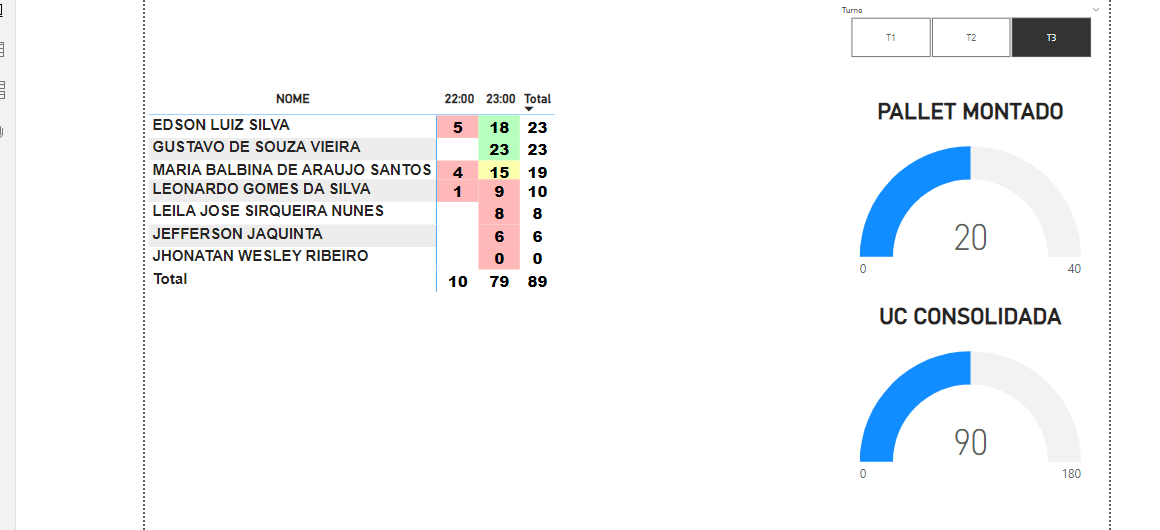 Turno
T1 T2 T3
NOME 22:00 23:00 Total
EDSON LUIZ SILVA 5 18 23
GUSTAVO DE SOUZA VIEIRA 23 23
MARIA BALBINA DE ARAUJO SANTOS 4 15 19
LEONARDO GOMES DA SILVA 1 9 10
LEILA JOSE SIRQUEIRA NUNES 8 8
JEFFERSON JAQUINTA 6 6
JHONATAN WESLEY RIBEIRO 0 0
Total 10 79 89
PALLET MONTADO
20
0 40
UC CONSOLIDADA
90
0 180